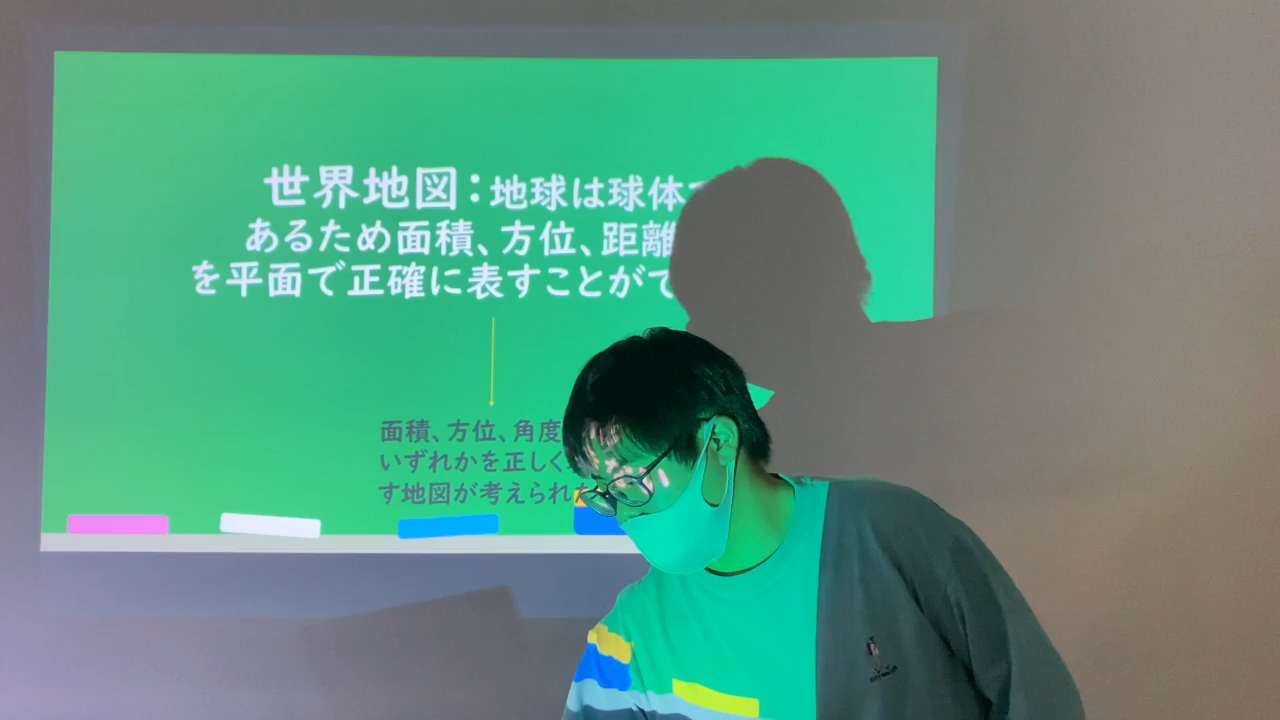 世界地図：地球は球体
あるため面積、方位、距離
を平面で正確に表すことがで
面積、方位、角度
いずれかを正しく
す地図が考えられ